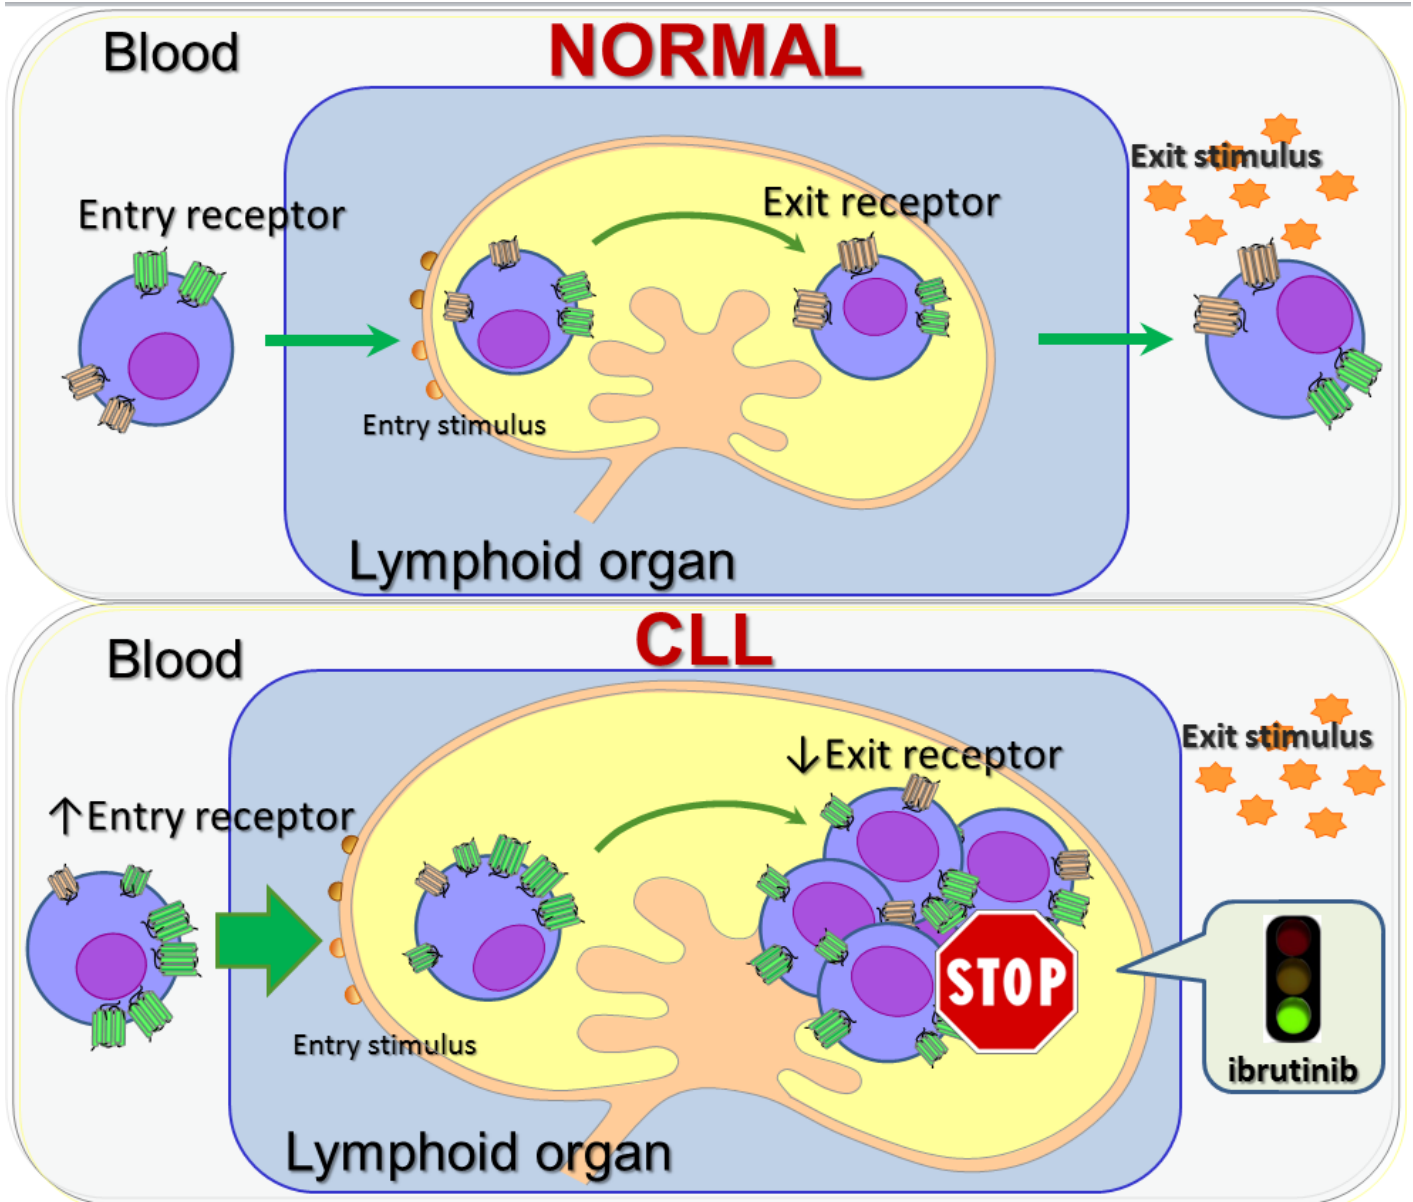 NORMAL
Blood
Exit stimulus
Entry receptor
Exit receptor
Entry stimulus
Lymphoid organ
CLL
Blood
Exit stimulus
↓Exit receptor
↑Entry receptor
STOP
Entry stimulus
ibrutinib
Lymphoid organ